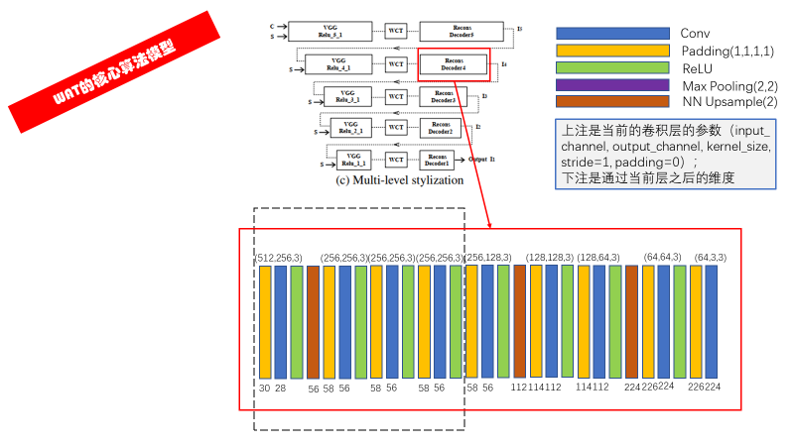 WAT的核心算法模型
C
S
VGG
Relu_5_1
WCT
Recons
Decoder5
I5
S
VGG
Relu_4_1
WCT
Recons
Decoder4
I4
S
VGG
Relu_3_1
WCT
Recons
Decoder3
I3
S
VGG
Relu_2_1
WCT
Recons
Decoder2
I2
S
VGG
Relu_1_1
WCT
Recons
Decoder1
Output I1
(c) Multi-level stylization
Conv
Padding(1,1,1,1)
ReLU
Max Pooling(2,2)
NN Upsample(2)
上注是当前的卷积层的参数（input_
channel, output_channel, kernel_size,
stride=1, padding=0）;
下注是通过当前层之后的维度
(512,256,3) (256,256,3) (256,256,3) (256,256,3) (256,128,3) (128,128,3) (128,64,3) (64,64,3) (64,3,3)
30 28 56 58 56 58 56 58 56 58 56 112 114 112 114 112 224 226 224 226 224